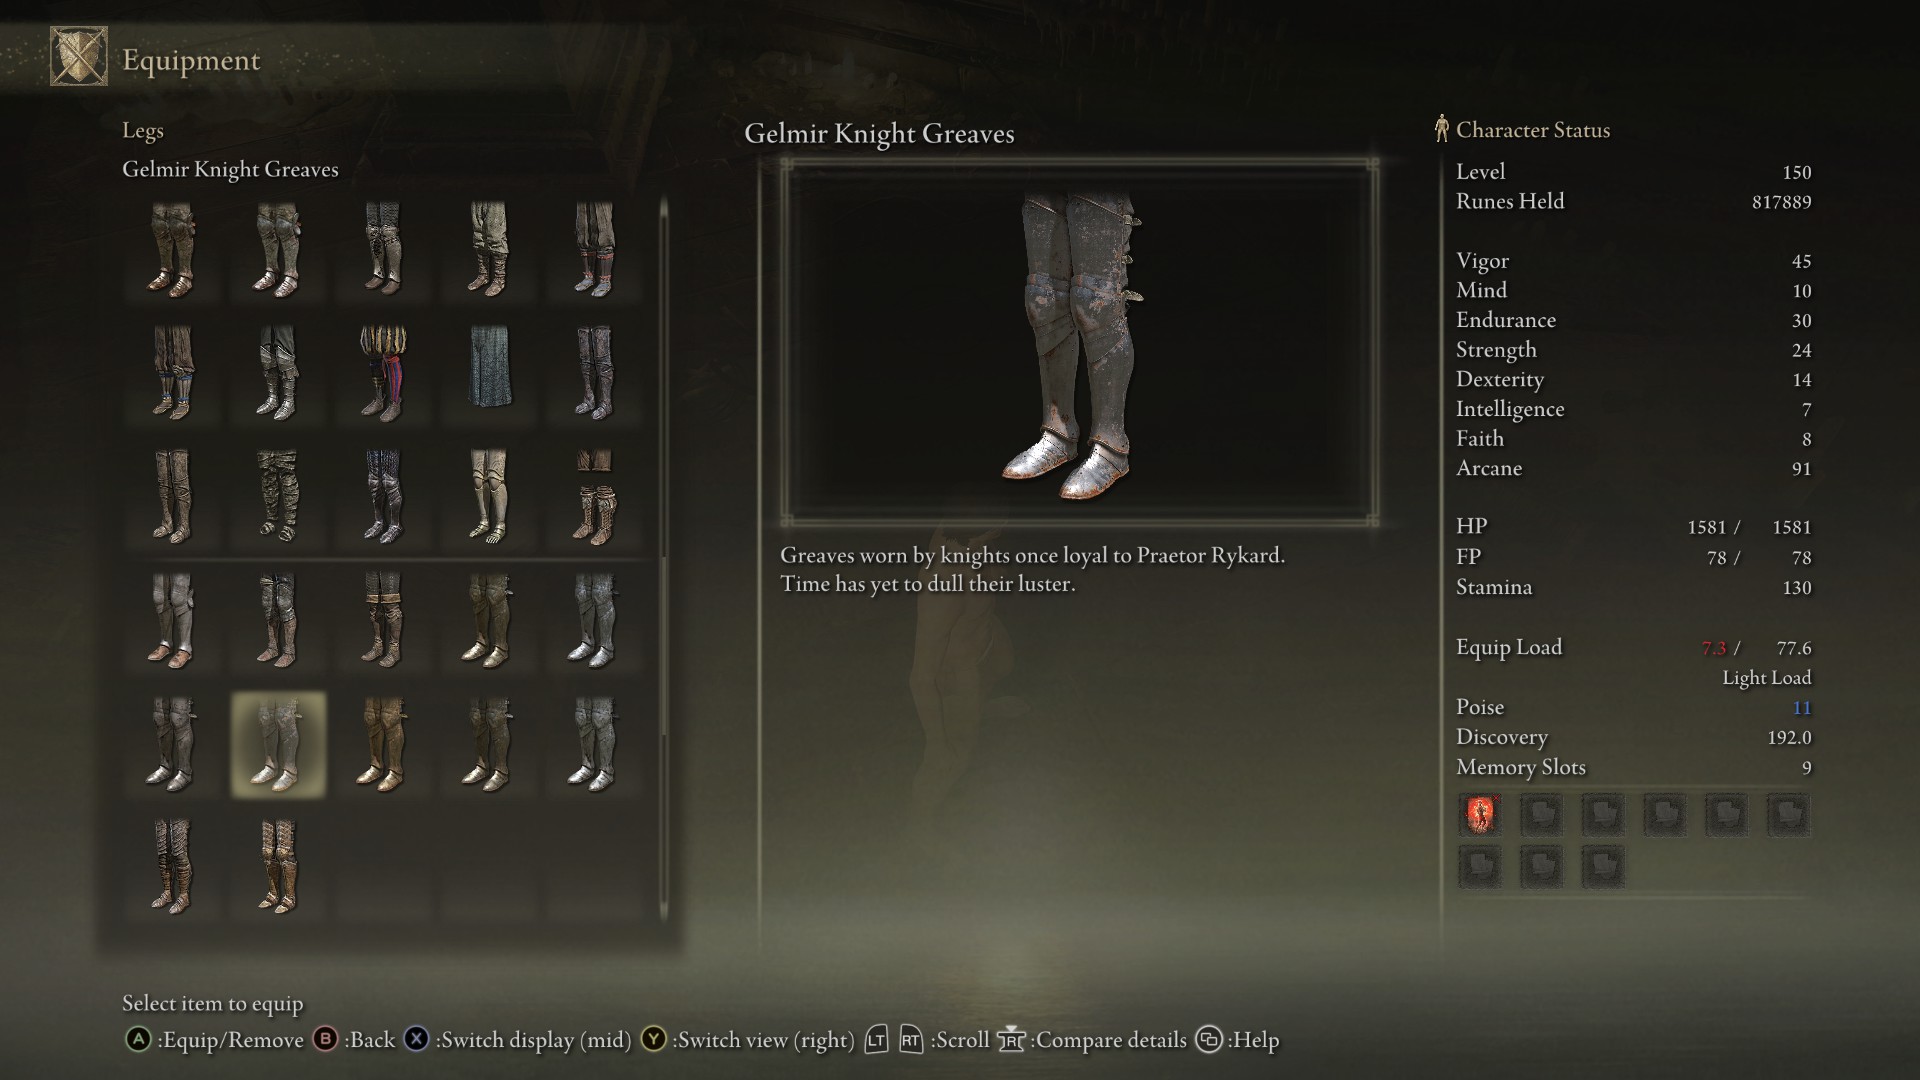 Equipment
Legs
Gelmir Knight Greaves
Gelmir Knight Greaves
Greaves worn by knights once loyal to Praetor Rykard.
Time has yet to dull their luster.
Character Status
Level 150
Runes Held 817889
Vigor 45
Mind 10
Endurance 30
Strength 24
Dexterity 14
Intelligence 7
Faith 8
Arcane 91
HP 1581 / 1581
FP 78 / 78
Stamina 130
Equip Load 7.3 / 77.6
Light Load
Poise 11
Discovery 192.0
Memory Slots 9
Select item to equip
A :Equip/Remove B :Back X :Switch display (mid) Y :Switch view (right) LT RT :Scroll R :Compare details :Help